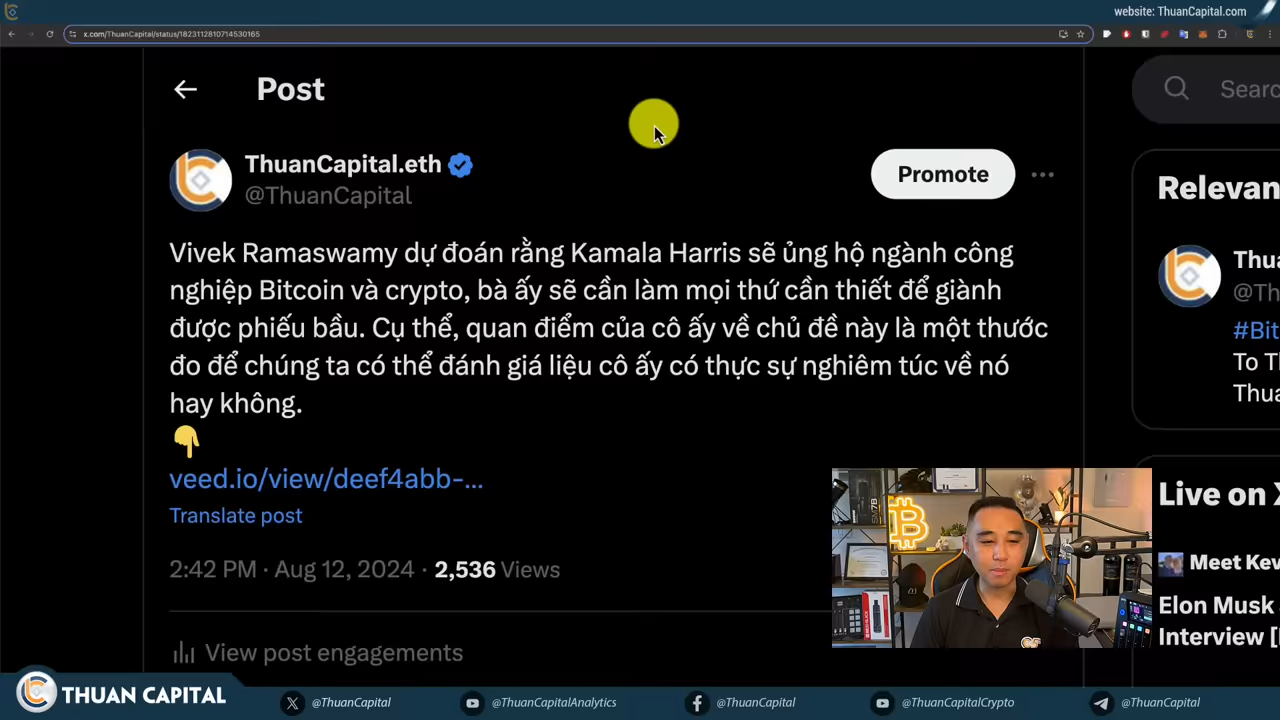 website: ThuanCapital.com
x.com/ThuanCapital/status/1823112810714530165
Post
Searc
ThuanCapital.eth
@ThuanCapital
Promote
Relevan
Vivek Ramaswamy dự đoán rằng Kamala Harris sẽ ủng hộ ngành công
nghiệp Bitcoin và crypto, bà ấy sẽ cần làm mọi thứ cần thiết để giành
được phiếu bầu. Cụ thể, quan điểm của cô ấy về chủ đề này là một thước
đo để chúng ta có thể đánh giá liệu cô ấy có thực sự nghiêm túc về nó
hay không.
Thua
@Th
#Bit
To T
Thua
veed.io/view/deef4abb-...
Translate post
2:42 PM · Aug 12, 2024 · 2,536 Views
View post engagements
SM7B
Live on X
Meet Kev
Elon Musk
Interview [
THUAN CAPITAL
@ThuanCapital
@ThuanCapitalAnalytics
@ThuanCapital
@ThuanCapitalCrypto
@ThuanCapital